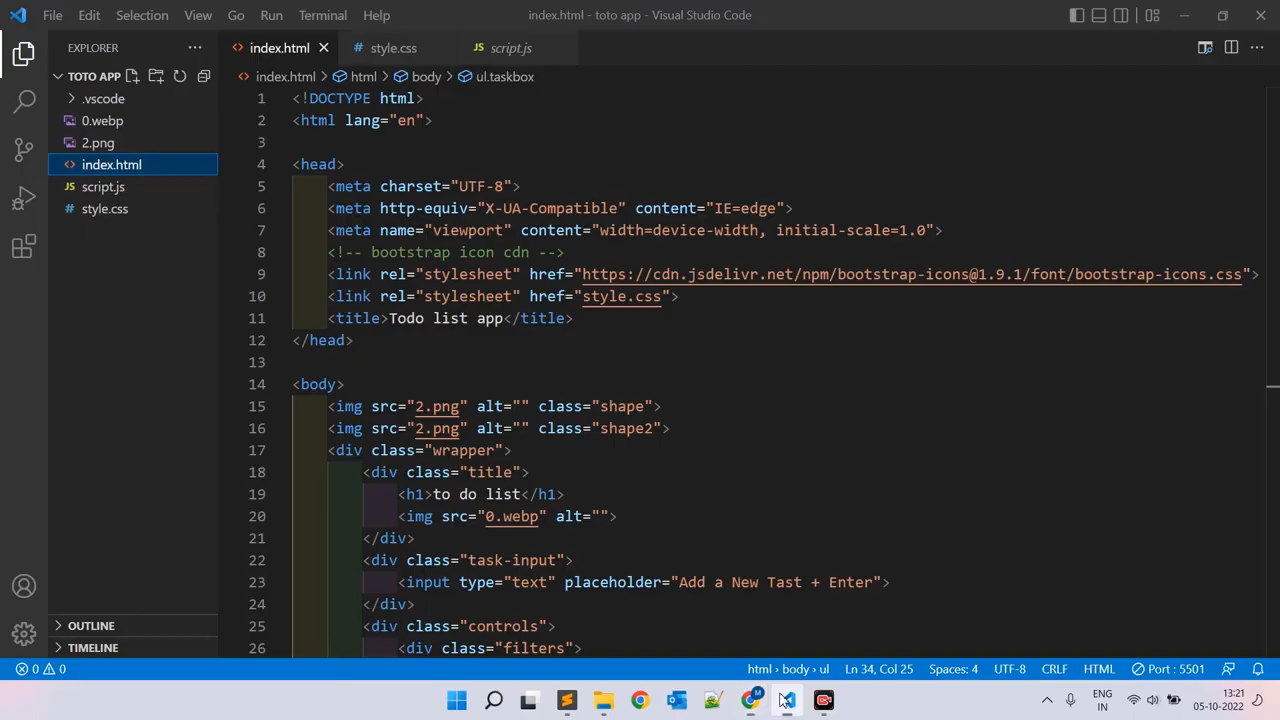 File Edit Selection View Go Run Terminal Help index.html - toto app - Visual Studio Code
EXPLORER ··· <> index.html × # style.css JS script.js ···
TOTO APP <> index.html > html > body > ul.taskbox
.vscode
0.webp
2.png
<> index.html
JS script.js
# style.css
OUTLINE
TIMELINE
1 <!DOCTYPE html>
2 <html lang="en">
3
4 <head>
5 <meta charset="UTF-8">
6 <meta http-equiv="X-UA-Compatible" content="IE=edge">
7 <meta name="viewport" content="width=device-width, initial-scale=1.0">
8 <!-- bootstrap icon cdn -->
9 <link rel="stylesheet" href="https://cdn.jsdelivr.net/npm/bootstrap-icons@1.9.1/font/bootstrap-icons.css">
10 <link rel="stylesheet" href="style.css">
11 <title>Todo list app</title>
12 </head>
13
14 <body>
15 <img src="2.png" alt="" class="shape">
16 <img src="2.png" alt="" class="shape2">
17 <div class="wrapper">
18 <div class="title">
19 <h1>to do list</h1>
20 <img src="0.webp" alt="">
21 </div>
22 <div class="task-input">
23 <input type="text" placeholder="Add a New Tast + Enter">
24 </div>
25 <div class="controls">
26 <div class="filters">
0 0 html > body > ul Ln 34, Col 25 Spaces: 4 UTF-8 CRLF HTML Port : 5501
M ENG 13:21
IN 05-10-2022